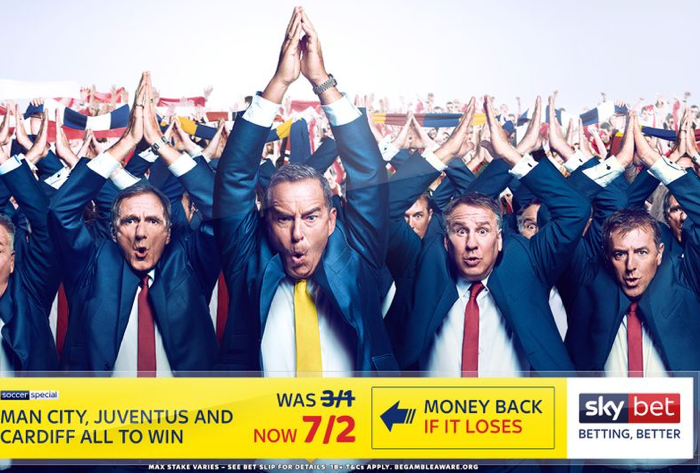 soccer special
MAN CITY, JUVENTUS AND
CARDIFF ALL TO WIN
WAS 3/1
NOW 7/2
MONEY BACK
IF IT LOSES
sky bet
BETTING, BETTER
MAX STAKE VARIES – SEE BET SLIP FOR DETAILS. 18+ T&Cs APPLY. BEGAMBLEAWARE.ORG